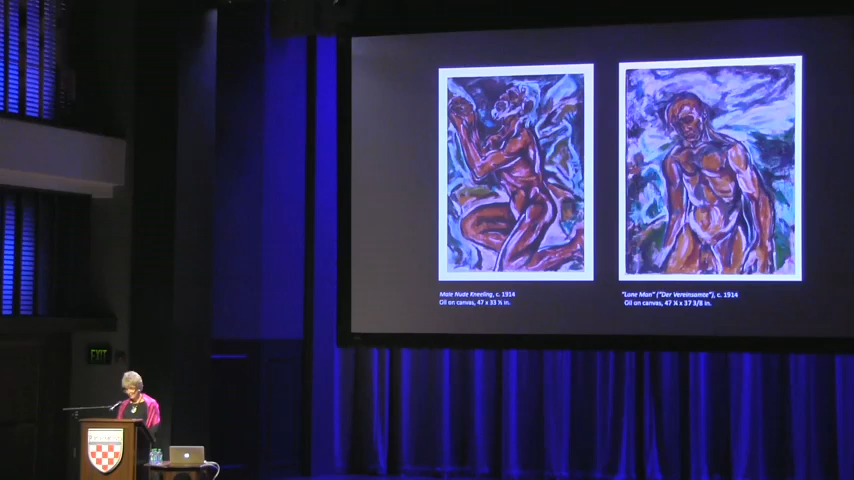 Male Nude Kneeling, c. 1914
Oil on canvas, 47 x 33 ½ in.
"Lone Man" ("Der Vereinsamte"), c. 1914
Oil on canvas, 47 ¼ x 37 3/8 in.
EXIT